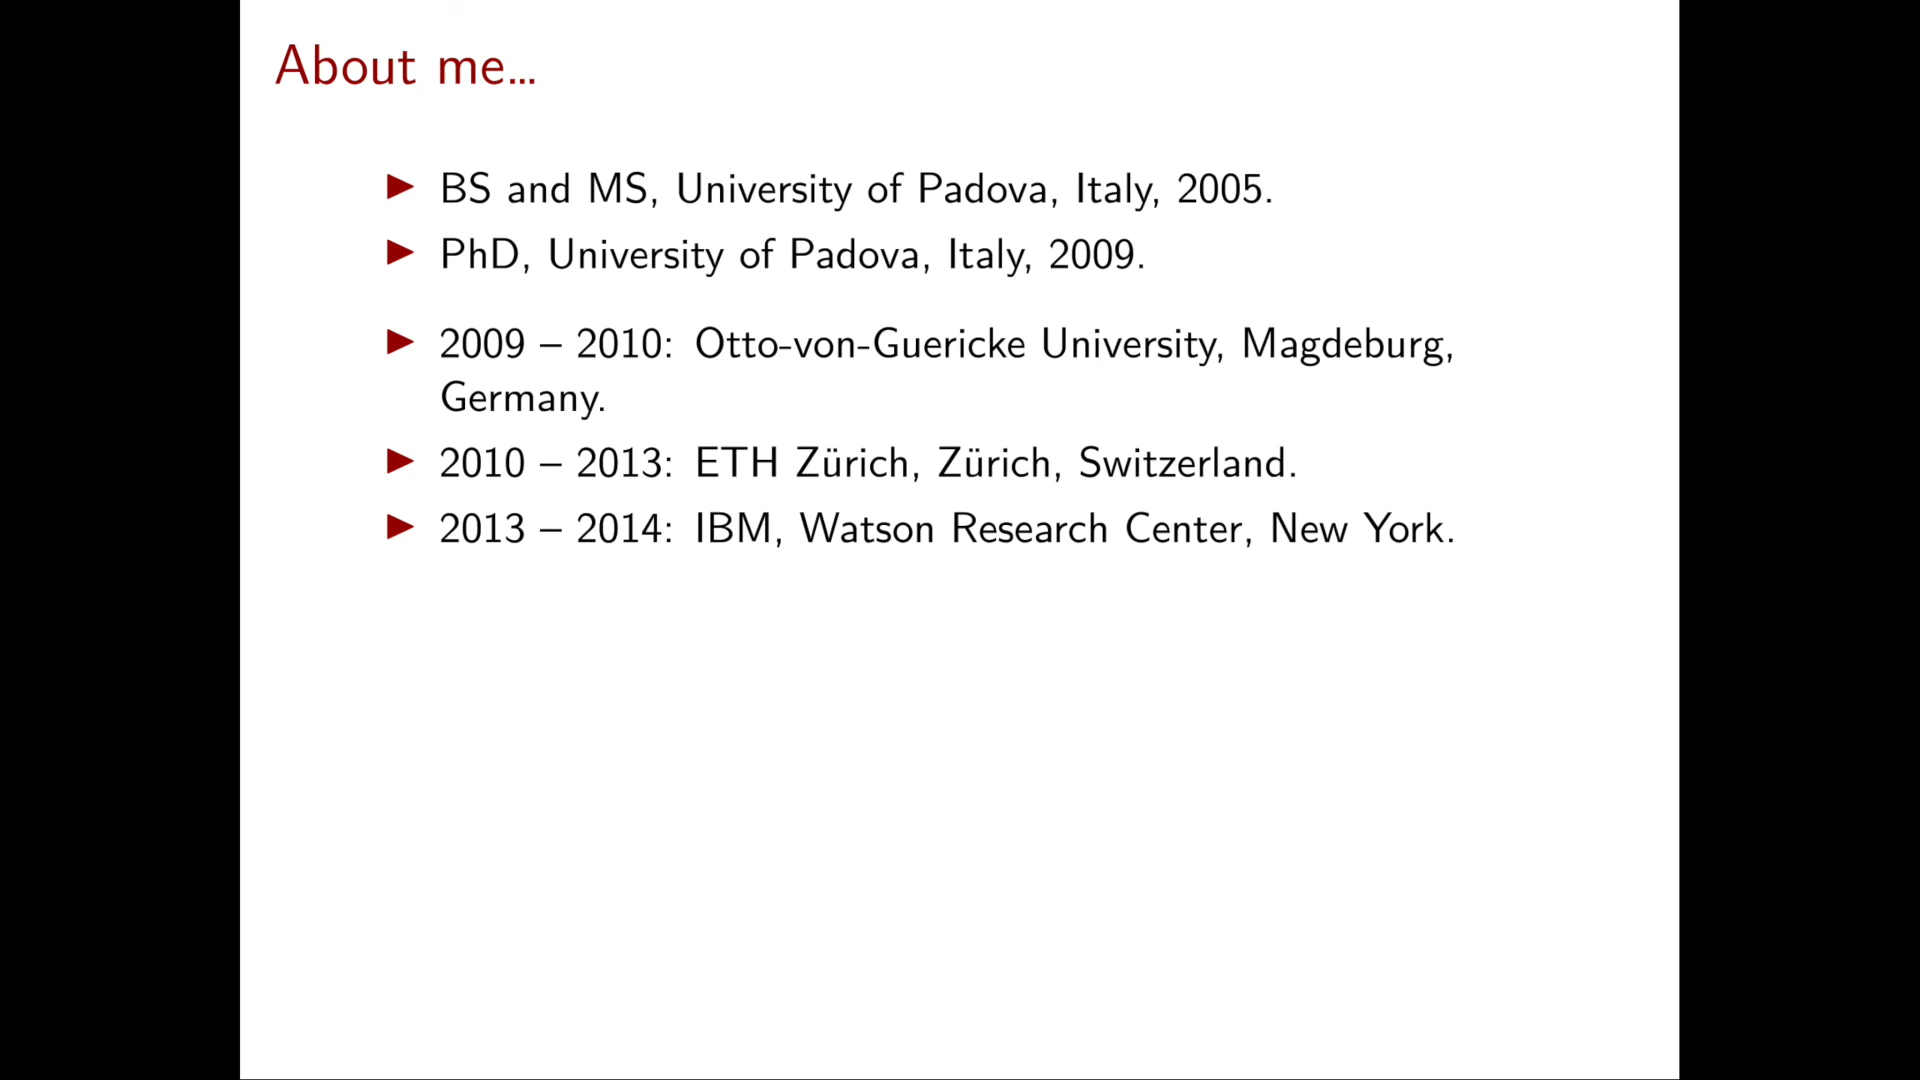 About me...
▶ BS and MS, University of Padova, Italy, 2005.
▶ PhD, University of Padova, Italy, 2009.
▶ 2009 – 2010: Otto-von-Guericke University, Magdeburg,
Germany.
▶ 2010 – 2013: ETH Zürich, Zürich, Switzerland.
▶ 2013 – 2014: IBM, Watson Research Center, New York.